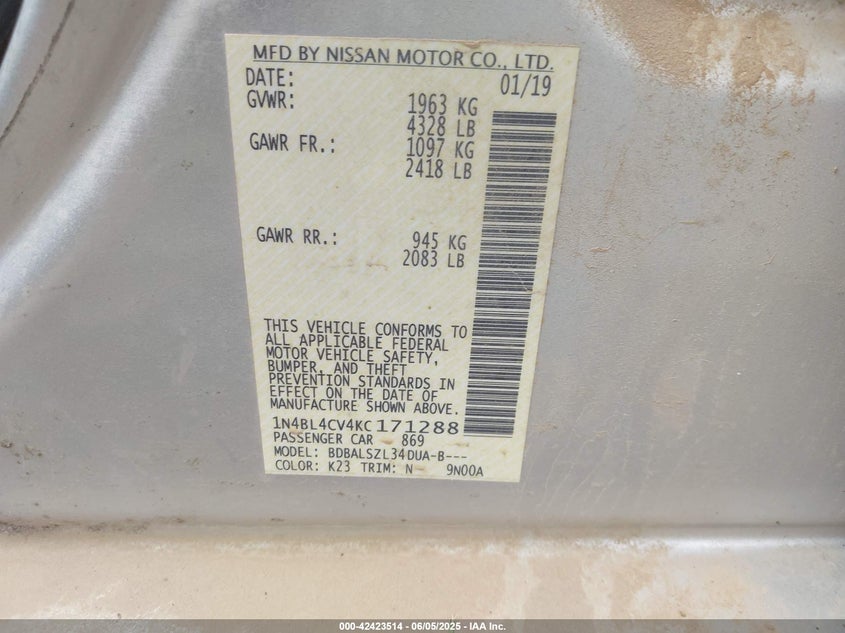 MFD BY NISSAN MOTOR CO., LTD.
DATE: 01/19
GVWR: 1963 KG
4328 LB
GAWR FR.: 1097 KG
2418 LB
GAWR RR.: 945 KG
2083 LB
THIS VEHICLE CONFORMS TO
ALL APPLICABLE FEDERAL
MOTOR VEHICLE SAFETY,
BUMPER, AND THEFT
PREVENTION STANDARDS IN
EFFECT ON THE DATE OF
MANUFACTURE SHOWN ABOVE.
1N4BL4CV4KC171288
PASSENGER CAR 869
MODEL: BDBALSZL34DUA-B---
COLOR: K23 TRIM: N 9N00A
000-42423514 - 06/05/2025 - IAA Inc.